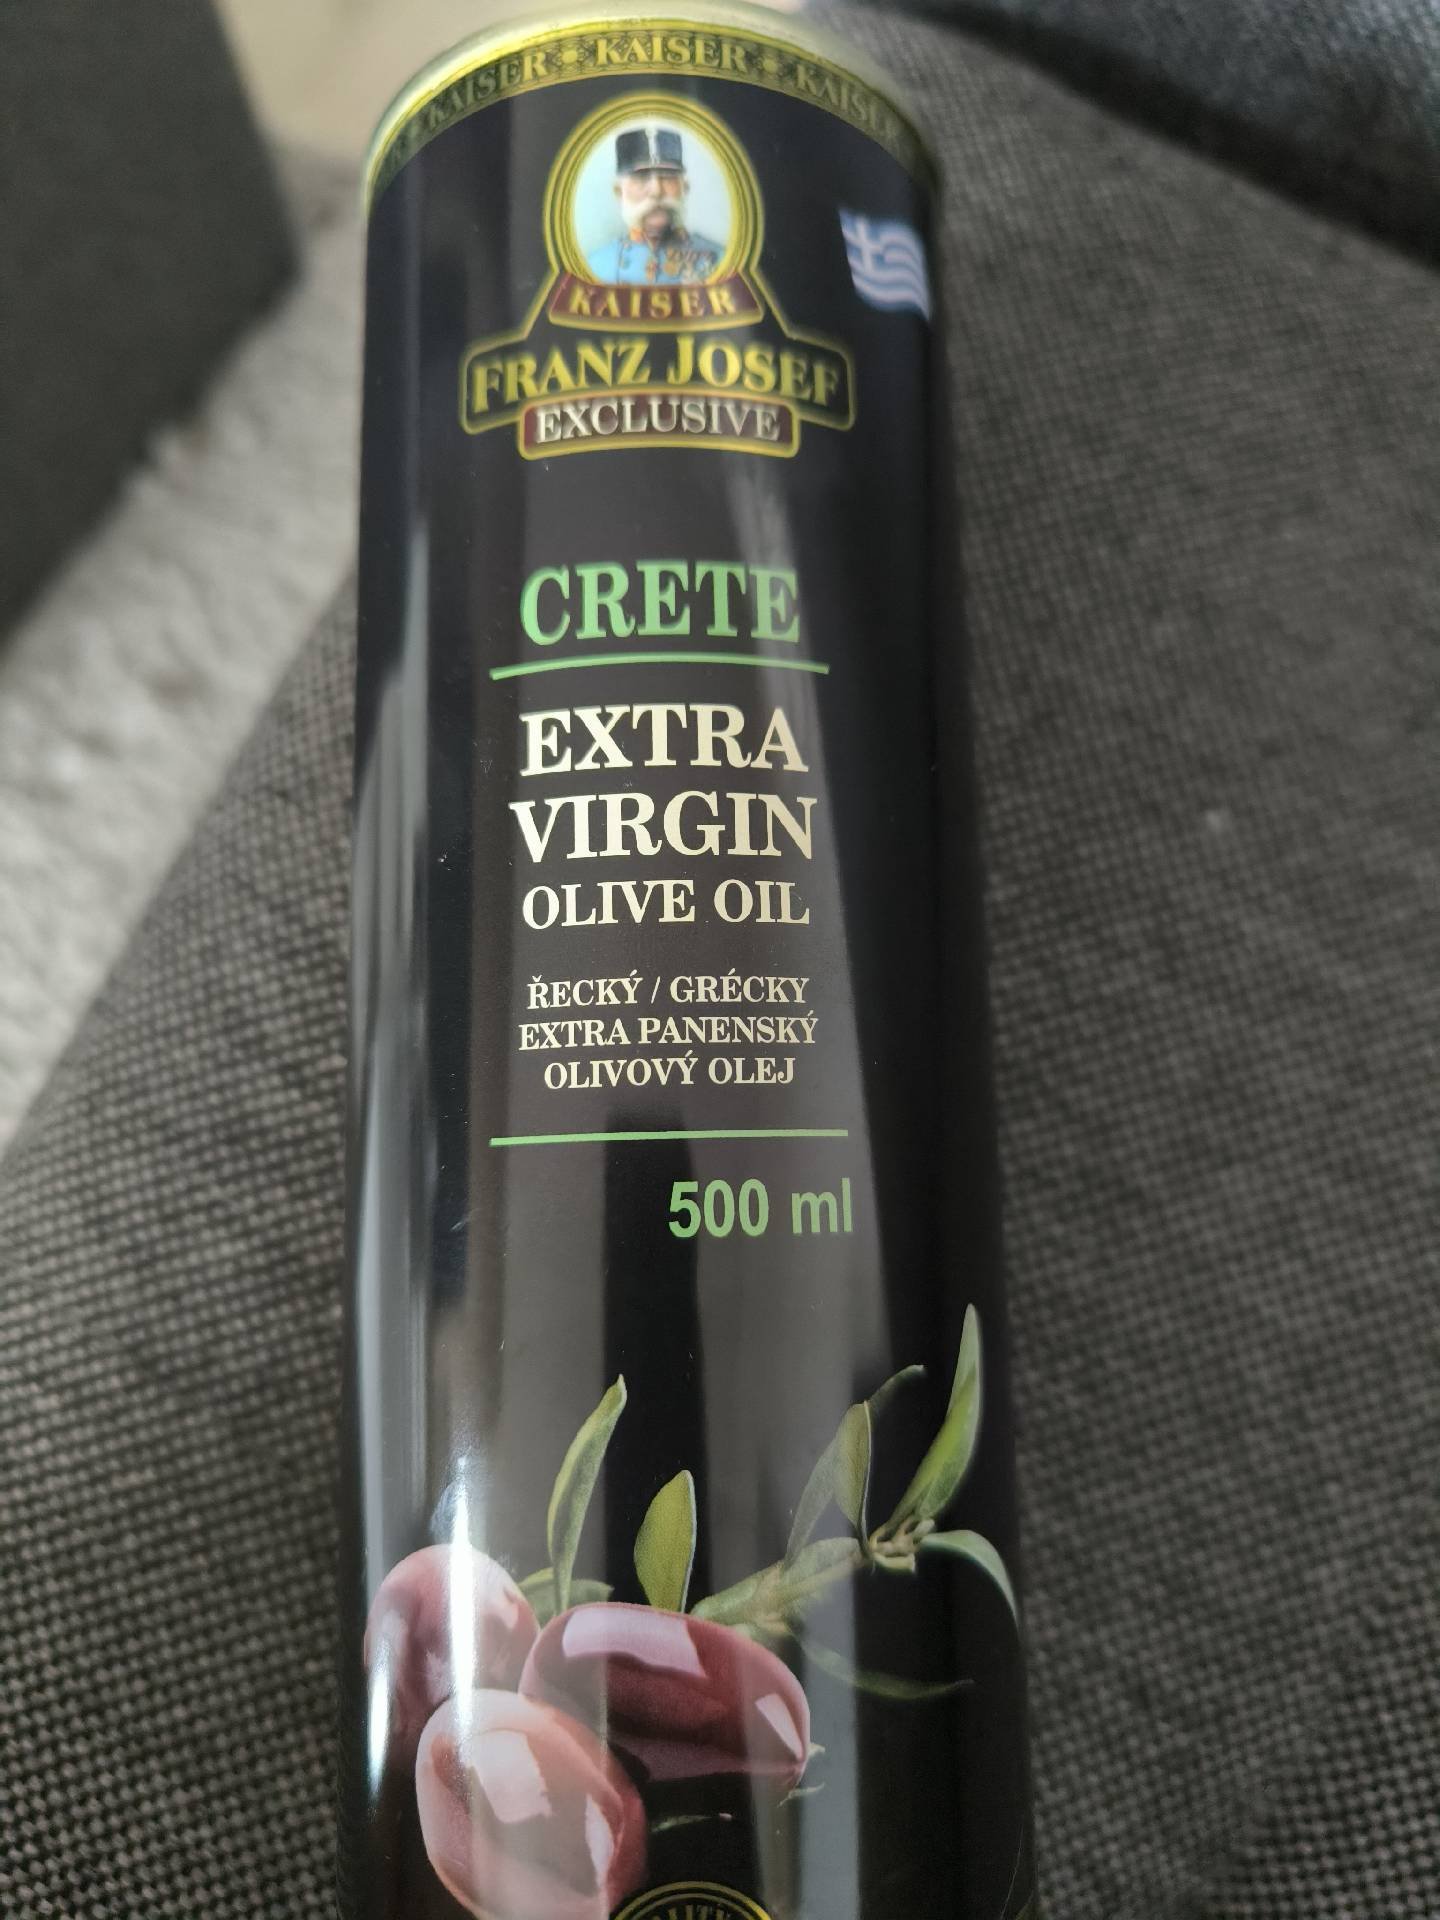 KAISER KAISER KAISER
KAISER
FRANZ JOSEF
EXCLUSIVE
CRETE
EXTRA
VIRGIN
OLIVE OIL
ŘECKÝ / GRÉCKY
EXTRA PANENSKÝ
OLIVOVÝ OLEJ
500 ml